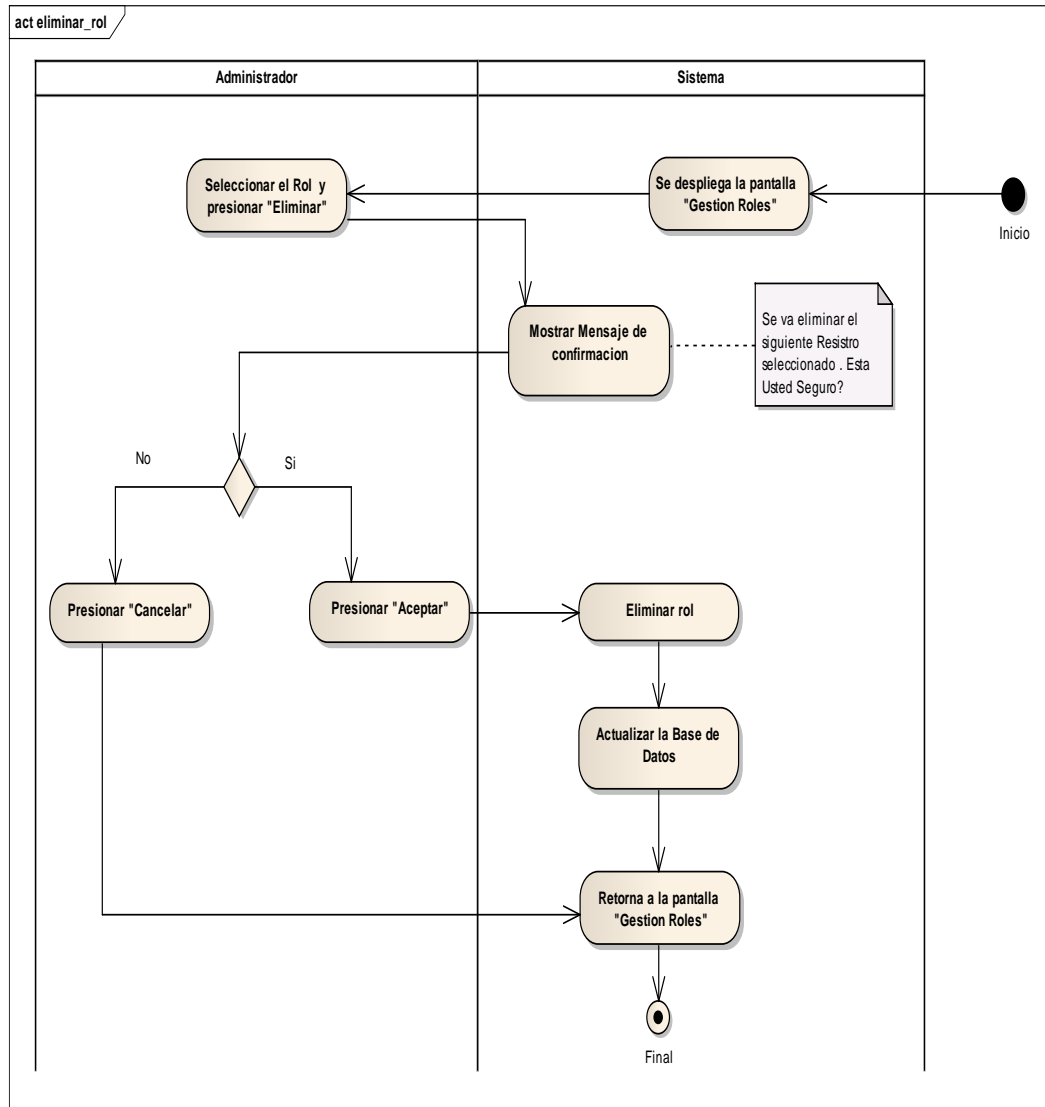 act eliminar_rol
Administrador
Sistema
Seleccionar el Rol y
presionar "Eliminar"
Se despliega la pantalla
"Gestion Roles"
Inicio
Mostrar Mensaje de
confirmacion
Se va eliminar el
siguiente Resistro
seleccionado . Esta
Usted Seguro?
No
Si
Presionar "Cancelar"
Presionar "Aceptar"
Eliminar rol
Actualizar la Base de
Datos
Retorna a la pantalla
"Gestion Roles"
Final